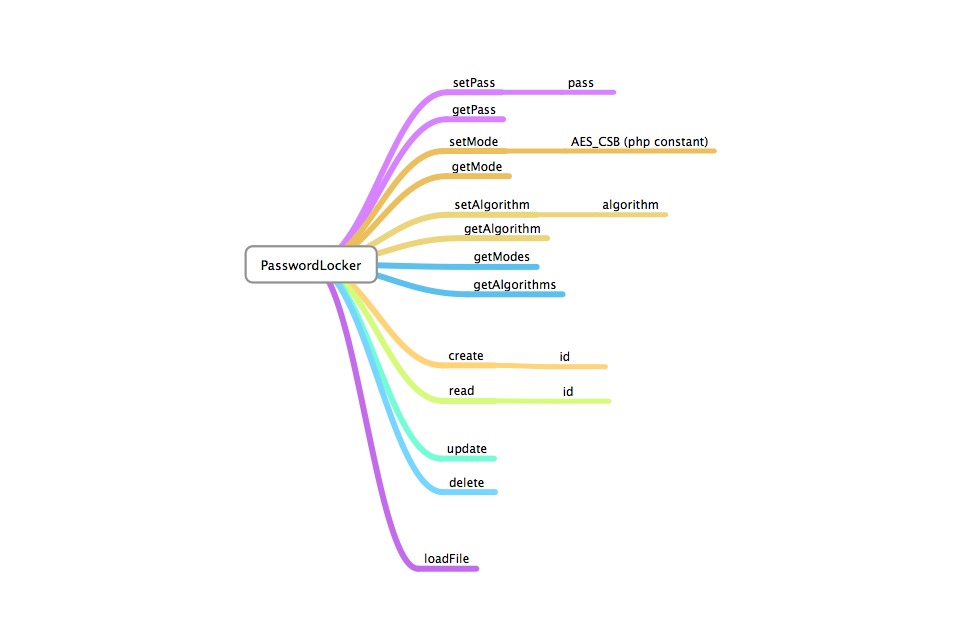 setPass pass
getPass
setMode AES_CSB (php constant)
getMode
setAlgorithm algorithm
getAlgorithm
getModes
PasswordLocker
getAlgorithms
create id
read id
update
delete
loadFile